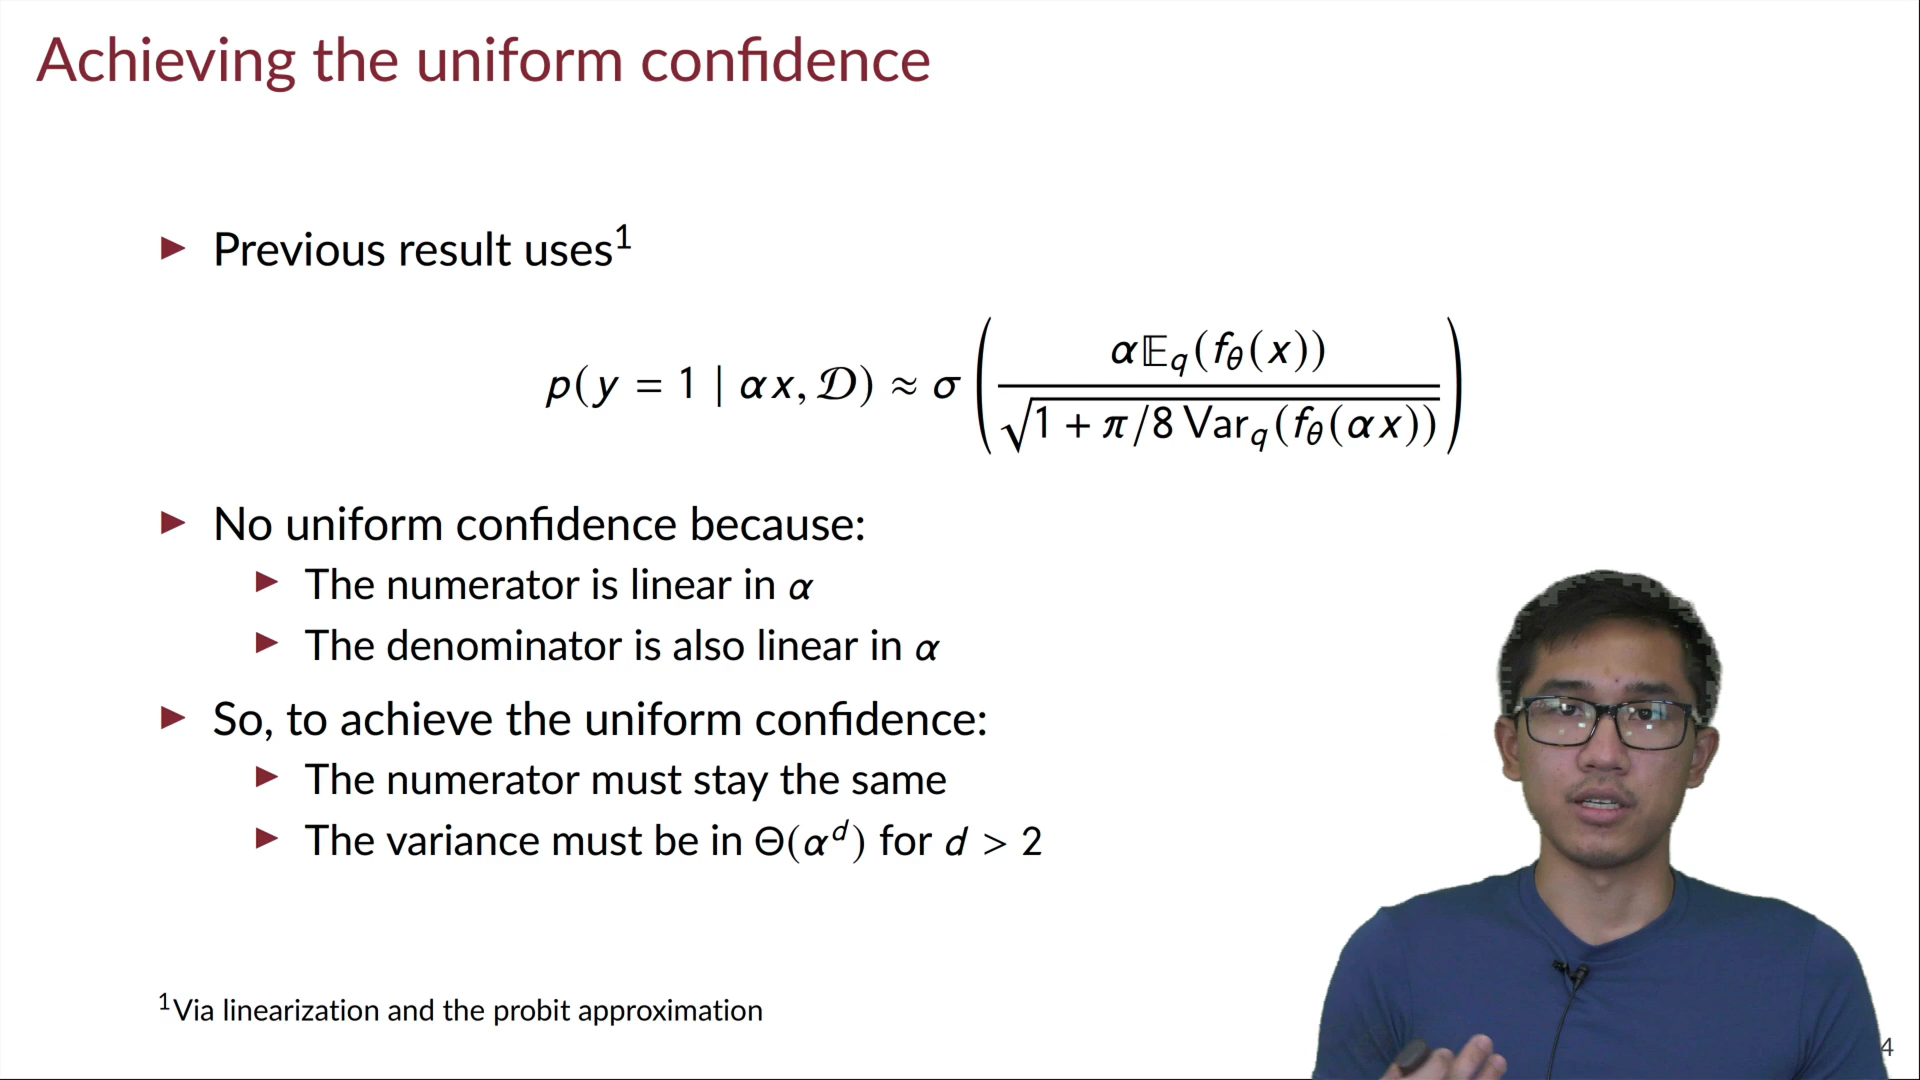 Achieving the uniform confidence
▶ Previous result uses¹
p(y = 1 | αx, 𝒟) ≈ σ ( α𝔼_q(f_θ(x)) / √(1 + π/8 Var_q(f_θ(αx))) )
▶ No uniform confidence because:
▶ The numerator is linear in α
▶ The denominator is also linear in α
▶ So, to achieve the uniform confidence:
▶ The numerator must stay the same
▶ The variance must be in Θ(α^d) for d > 2
¹Via linearization and the probit approximation
4